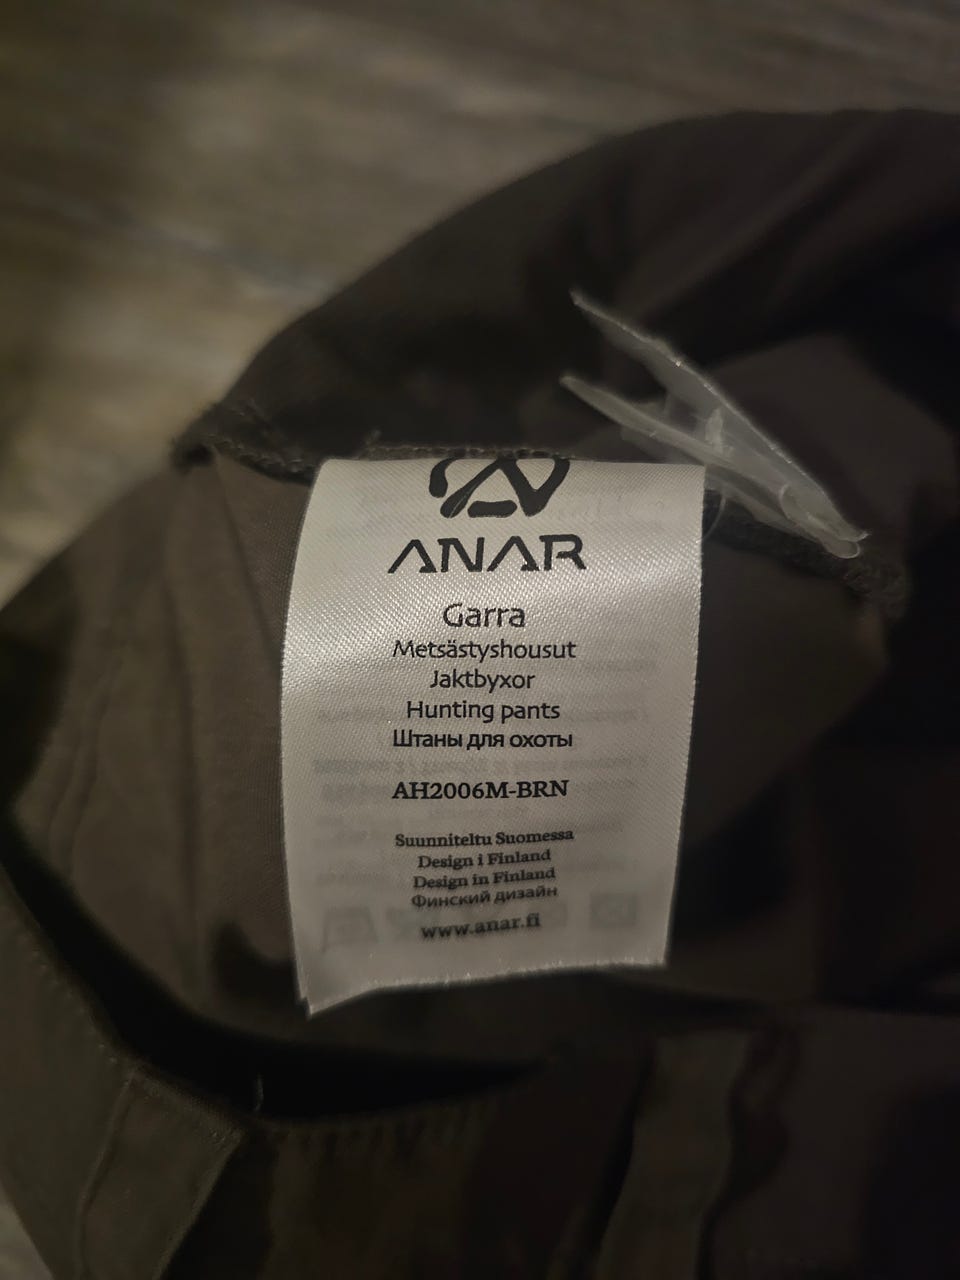 ANAR
Garra
Metsästyshousut
Jaktbyxor
Hunting pants
Штаны для охоты
AH2006M-BRN
Suunniteltu Suomessa
Design i Finland
Design in Finland
Финский дизайн
www.anar.fi